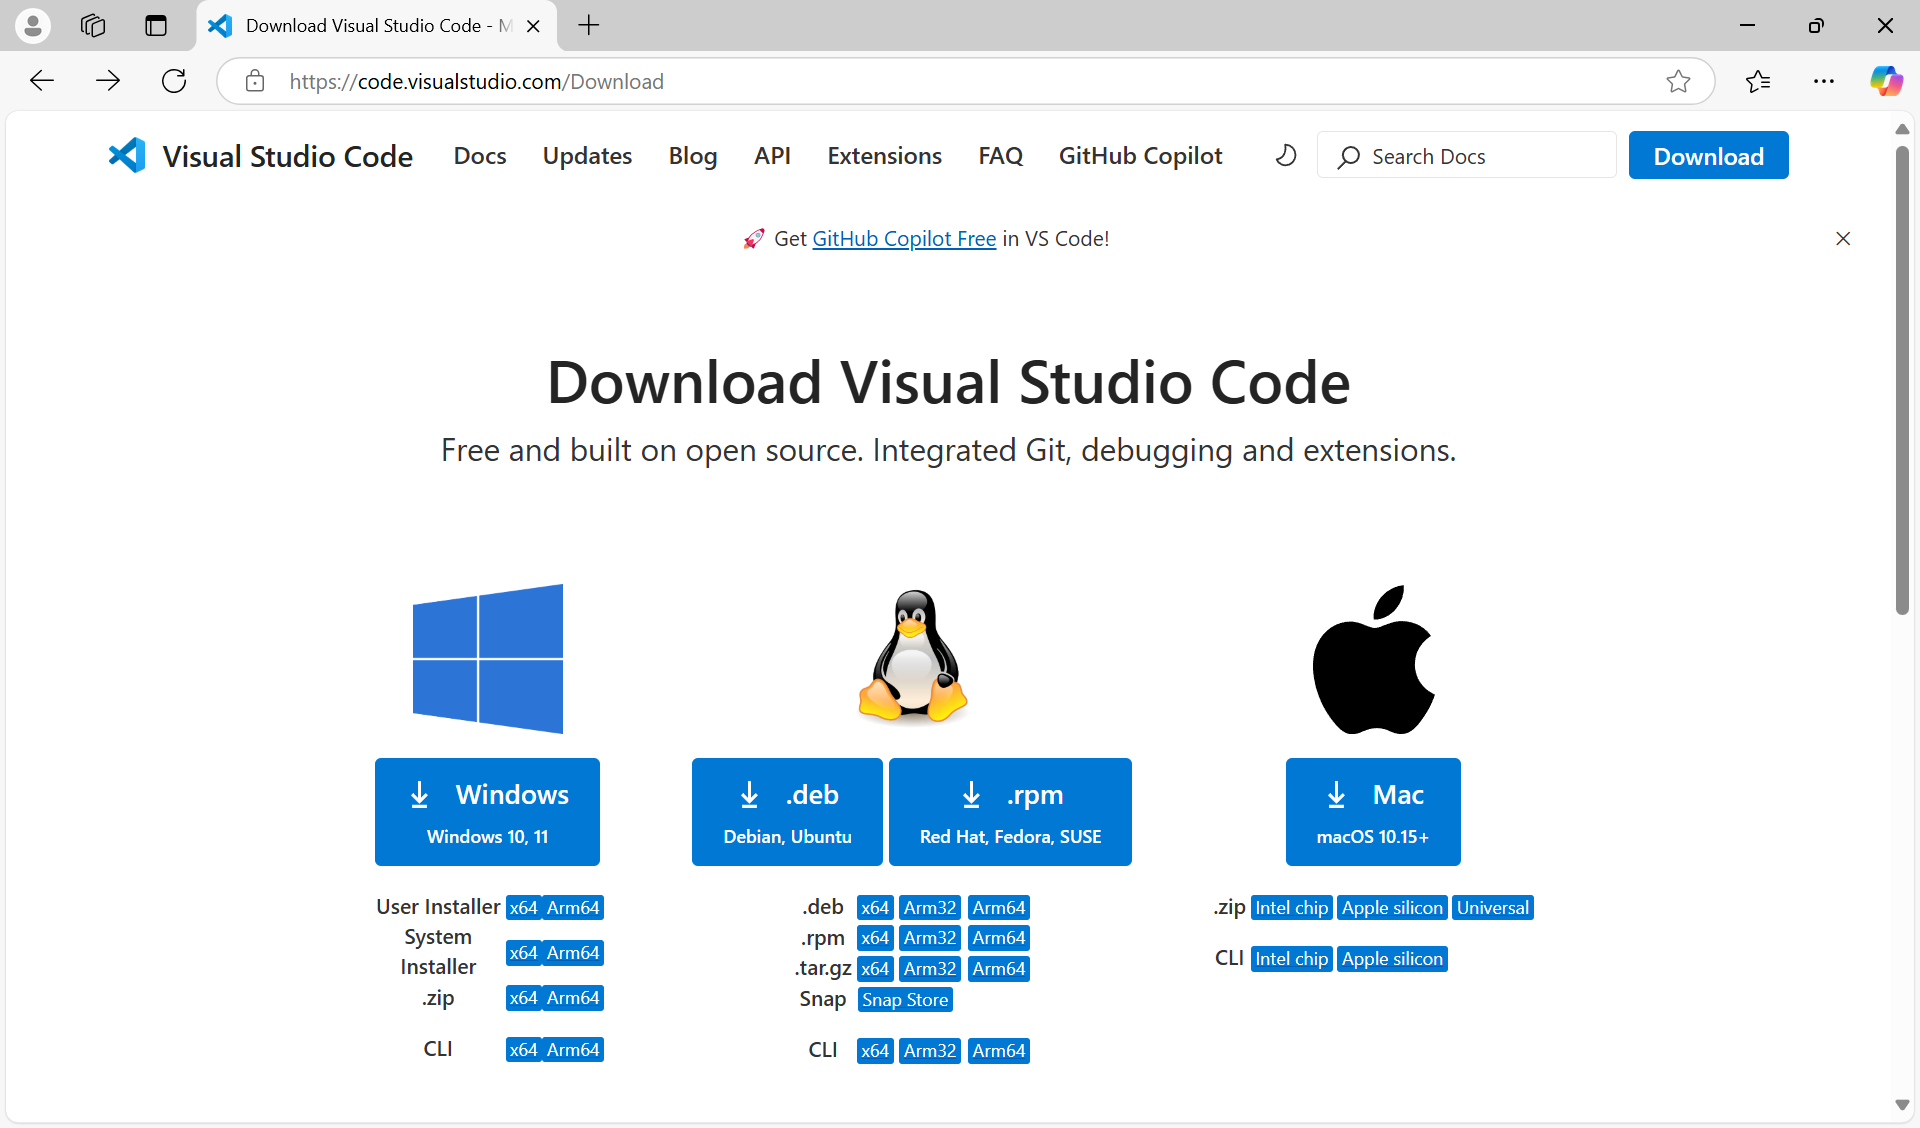 Download Visual Studio Code - M
https://code.visualstudio.com/Download
Visual Studio Code Docs Updates Blog API Extensions FAQ GitHub Copilot Search Docs Download
🚀 Get GitHub Copilot Free in VS Code!
Download Visual Studio Code
Free and built on open source. Integrated Git, debugging and extensions.
Windows
Windows 10, 11
User Installer x64 Arm64
System
Installer x64 Arm64
.zip x64 Arm64
CLI x64 Arm64
.deb
Debian, Ubuntu
.rpm
Red Hat, Fedora, SUSE
.deb x64 Arm32 Arm64
.rpm x64 Arm32 Arm64
.tar.gz x64 Arm32 Arm64
Snap Snap Store
CLI x64 Arm32 Arm64
Mac
macOS 10.15+
.zip Intel chip Apple silicon Universal
CLI Intel chip Apple silicon